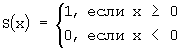 s(x) = {1, если x ≥ 0
0, если x < 0